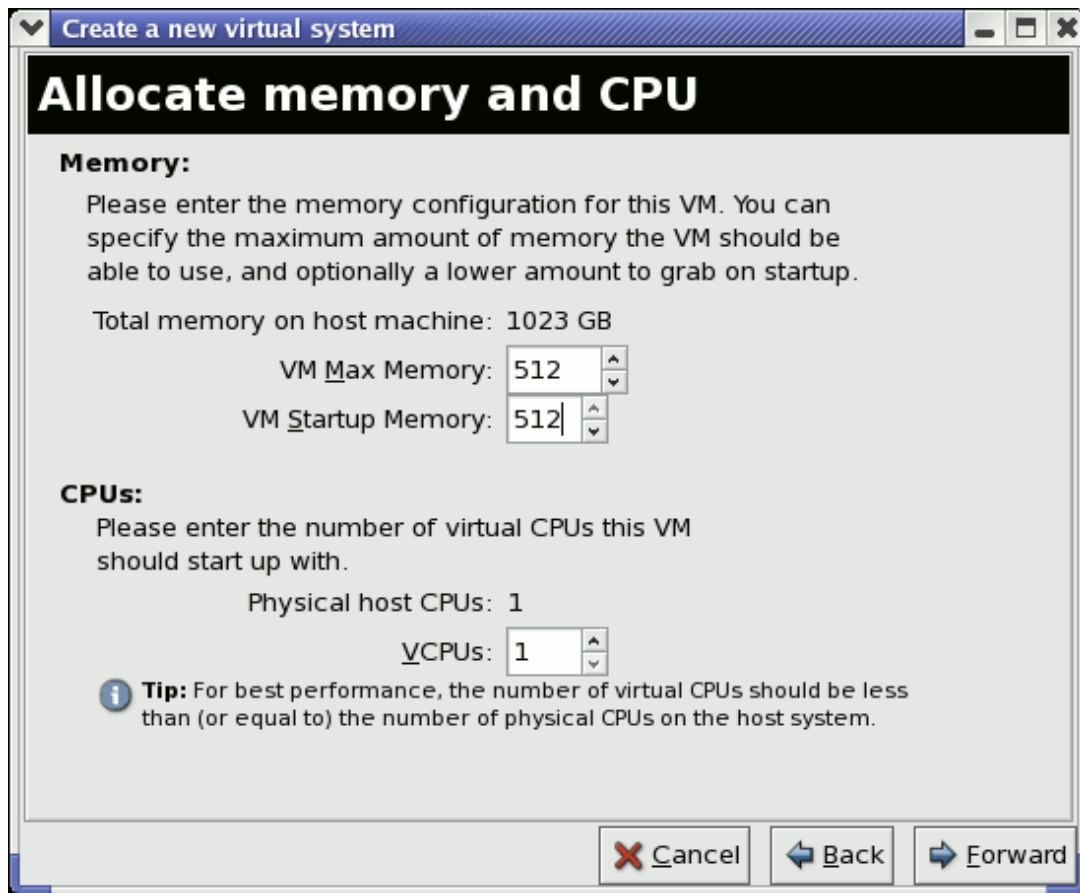 Create a new virtual system
Allocate memory and CPU
Memory:
Please enter the memory configuration for this VM. You can
specify the maximum amount of memory the VM should be
able to use, and optionally a lower amount to grab on startup.
Total memory on host machine: 1023 GB
VM Max Memory: 512
VM Startup Memory: 512
CPUs:
Please enter the number of virtual CPUs this VM
should start up with.
Physical host CPUs: 1
VCPUs: 1
Tip: For best performance, the number of virtual CPUs should be less
than (or equal to) the number of physical CPUs on the host system.
Cancel Back Forward